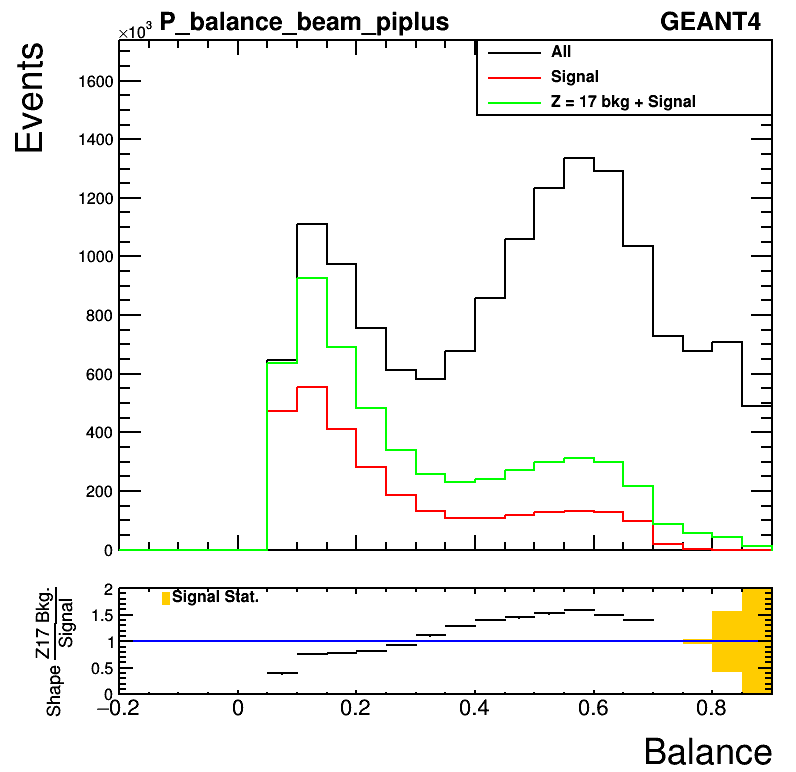 ×10³ P_balance_beam_piplus GEANT4
Events
All
Signal
Z = 17 bkg + Signal
1600
1400
1200
1000
800
600
400
200
0
Shape Z17 Bkg. / Signal
Signal Stat.
2
1.5
1
0.5
0
−0.2 0 0.2 0.4 0.6 0.8
Balance